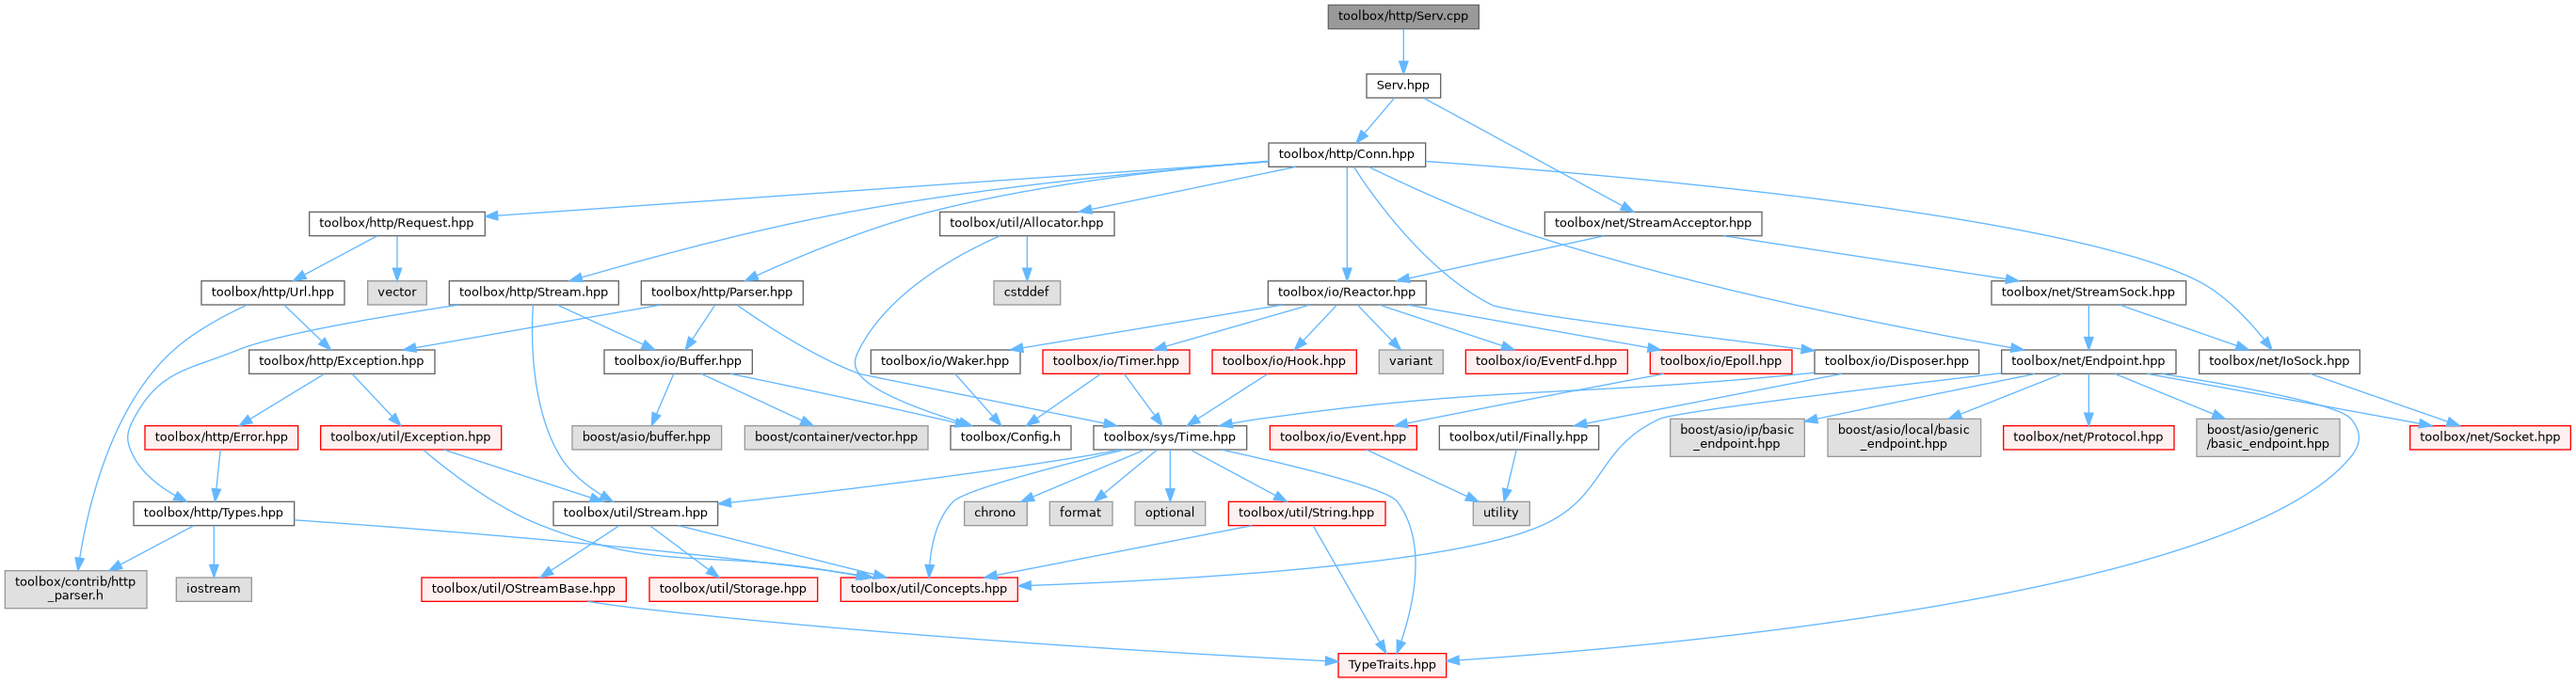 toolbox/http/Serv.cpp
Serv.hpp
toolbox/http/Conn.hpp
toolbox/http/Request.hpp
toolbox/util/Allocator.hpp
toolbox/net/StreamAcceptor.hpp
toolbox/http/Url.hpp
vector
toolbox/http/Stream.hpp
toolbox/http/Parser.hpp
cstddef
toolbox/io/Reactor.hpp
toolbox/net/StreamSock.hpp
toolbox/http/Exception.hpp
toolbox/io/Buffer.hpp
toolbox/io/Waker.hpp
toolbox/io/Timer.hpp
toolbox/io/Hook.hpp
variant
toolbox/io/EventFd.hpp
toolbox/io/Epoll.hpp
toolbox/io/Disposer.hpp
toolbox/net/Endpoint.hpp
toolbox/net/IoSock.hpp
toolbox/http/Error.hpp
toolbox/util/Exception.hpp
boost/asio/buffer.hpp
boost/container/vector.hpp
toolbox/Config.h
toolbox/sys/Time.hpp
toolbox/io/Event.hpp
toolbox/util/Finally.hpp
boost/asio/ip/basic
_endpoint.hpp
boost/asio/local/basic
_endpoint.hpp
toolbox/net/Protocol.hpp
boost/asio/generic
/basic_endpoint.hpp
toolbox/net/Socket.hpp
toolbox/http/Types.hpp
toolbox/util/Stream.hpp
chrono
format
optional
toolbox/util/String.hpp
utility
toolbox/contrib/http
_parser.h
iostream
toolbox/util/OStreamBase.hpp
toolbox/util/Storage.hpp
toolbox/util/Concepts.hpp
TypeTraits.hpp